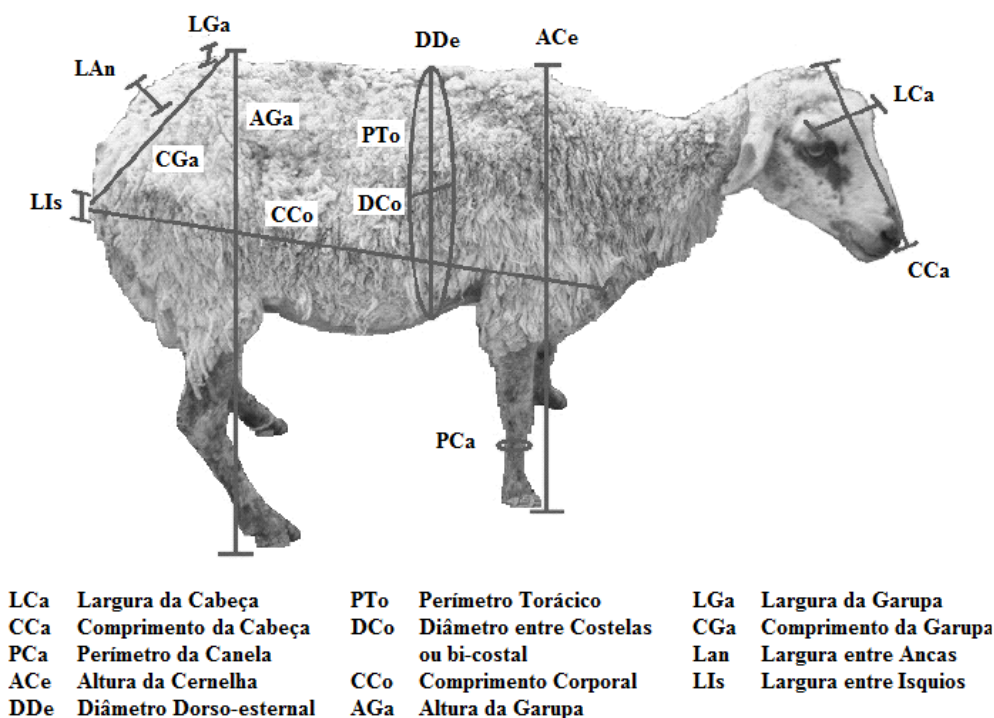 LGa
DDe
ACe
LAn
LCa
AGa
PTo
CGa
LIs
DCo
CCo
CCa
PCa
LCa Largura da Cabeça
CCa Comprimento da Cabeça
PCa Perímetro da Canela
ACe Altura da Cernelha
DDe Diâmetro Dorso-esternal
PTo Perímetro Torácico
DCo Diâmetro entre Costelas
ou bi-costal
CCo Comprimento Corporal
AGa Altura da Garupa
LGa Largura da Garupa
CGa Comprimento da Garupa
Lan Largura entre Ancas
LIs Largura entre Isquios